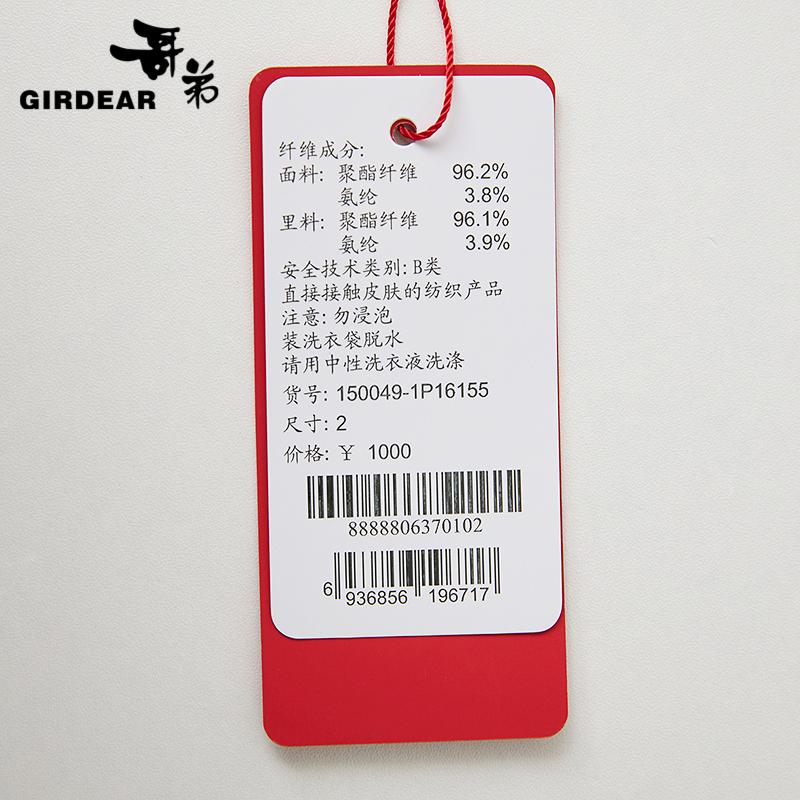 哥弟
GIRDEAR
纤维成分:
面料: 聚酯纤维 96.2%
氨纶 3.8%
里料: 聚酯纤维 96.1%
氨纶 3.9%
安全技术类别: B类
直接接触皮肤的纺织产品
注意: 勿浸泡
装洗衣袋脱水
请用中性洗衣液洗涤
货号: 150049-1P16155
尺寸: 2
价格: ¥ 1000
8888806370102
6 936856 196717